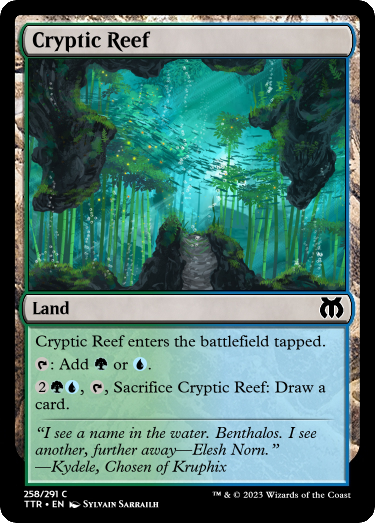 Cryptic Reef
Land
Cryptic Reef enters the battlefield tapped.
: Add or .
2 , , Sacrifice Cryptic Reef: Draw a
card.
“I see a name in the water. Benthalos. I see
another, further away—Elesh Norn.”
—Kydele, Chosen of Kruphix
258/291 C
TTR • EN Sylvain Sarrailh
™ & © 2023 Wizards of the Coast